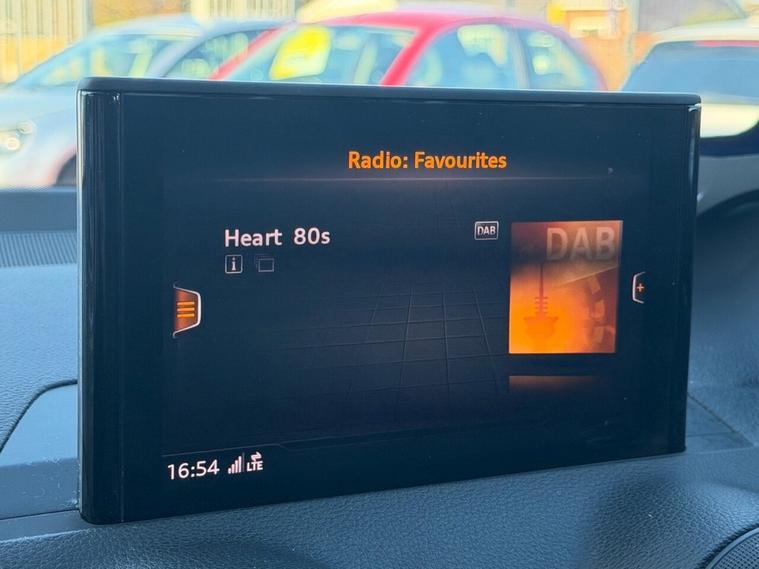 Radio: Favourites
Heart 80s
DAB
DAB
i
16:54
LTE